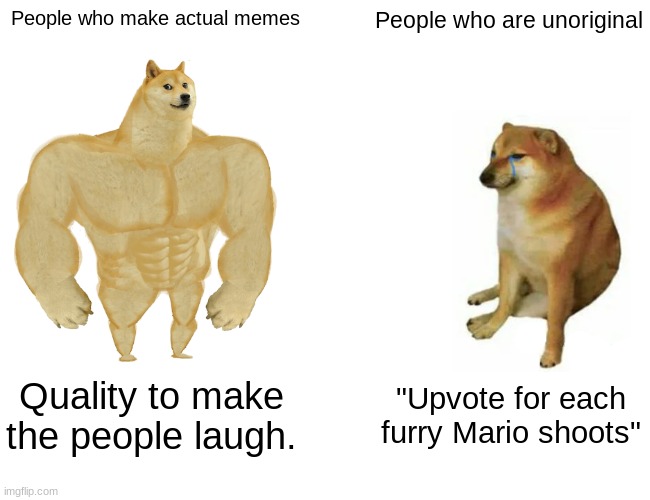 People who make actual memes
People who are unoriginal
Quality to make
the people laugh.
"Upvote for each
furry Mario shoots"
imgflip.com